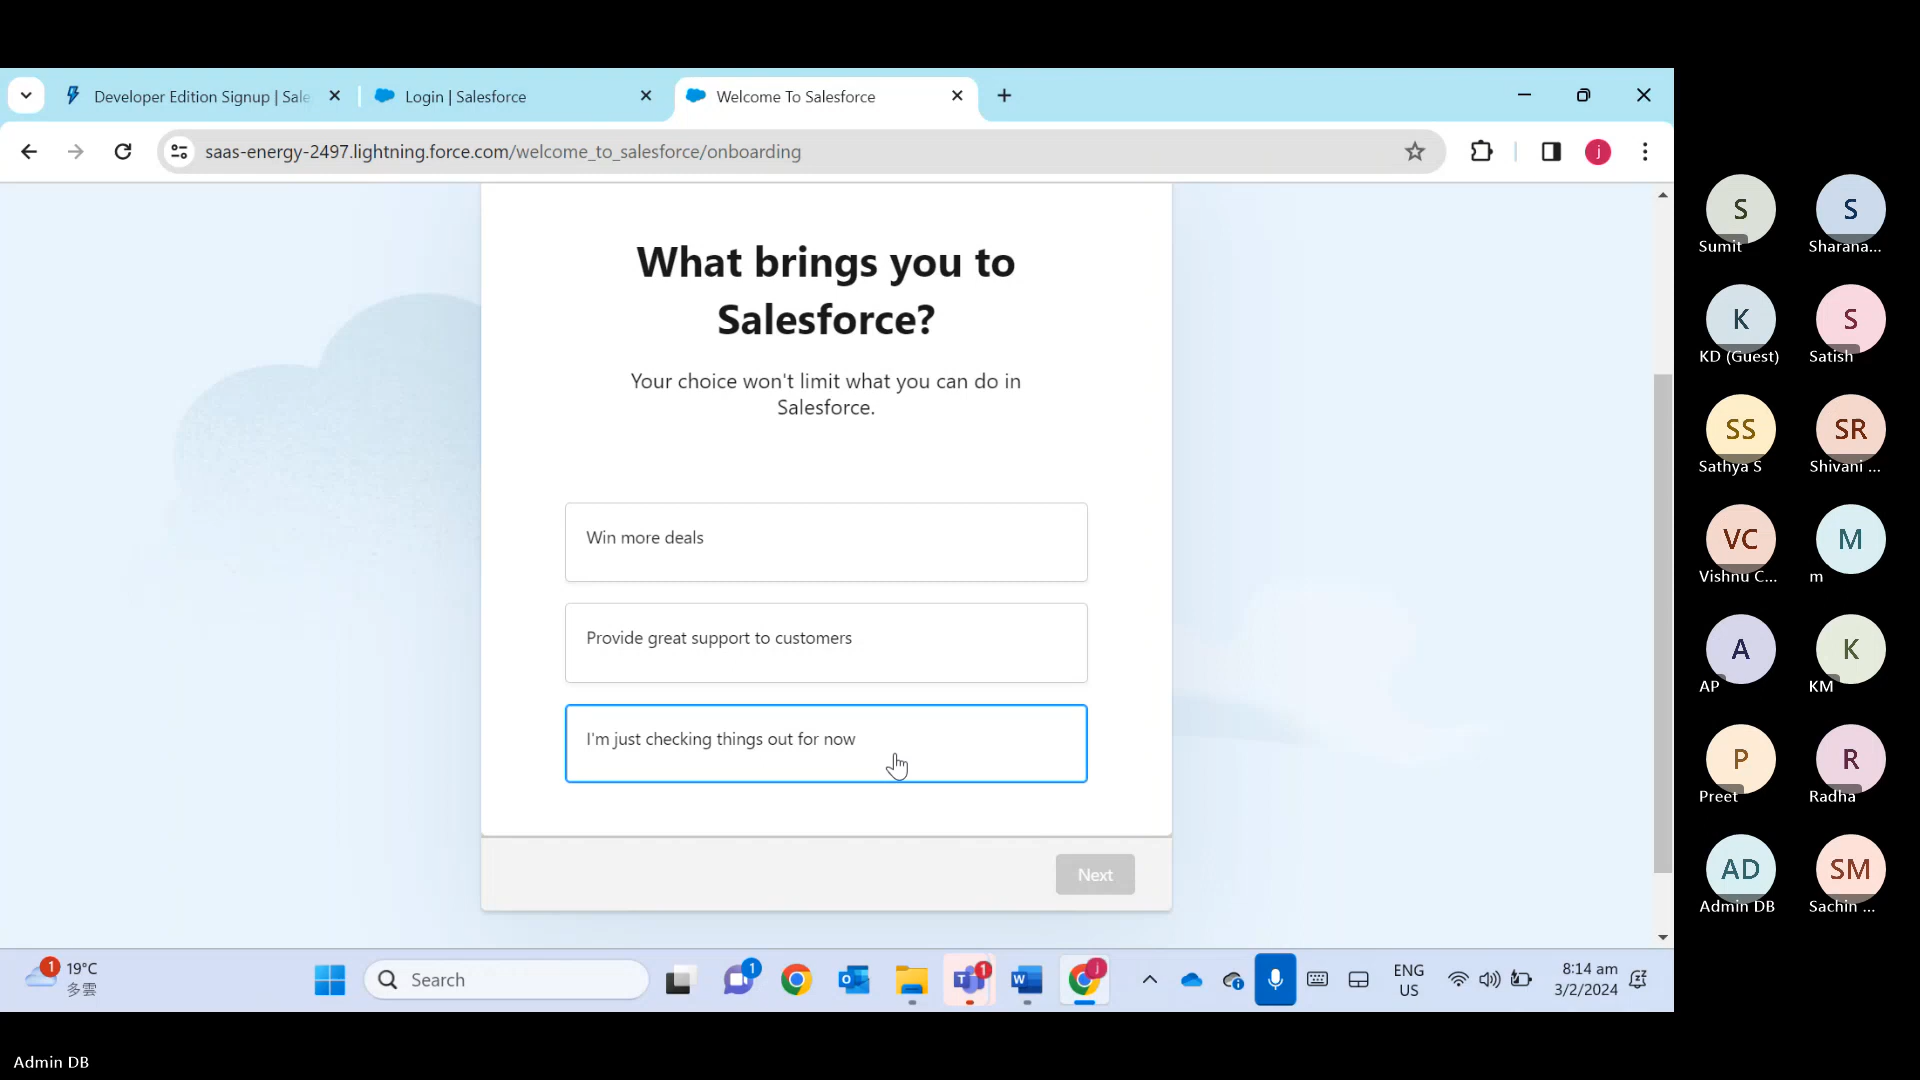 Developer Edition Signup | Sale
Login | Salesforce
Welcome To Salesforce
saas-energy-2497.lightning.force.com/welcome_to_salesforce/onboarding
j
What brings you to
Salesforce?
Your choice won't limit what you can do in
Salesforce.
Win more deals
Provide great support to customers
I'm just checking things out for now
Next
S
Sumit
S
Sharana...
K
KD (Guest)
S
Satish
SS
Sathya S
SR
Shivani ...
VC
Vishnu C...
M
m
A
AP
K
KM
P
Preet
R
Radha
AD
Admin DB
SM
Sachin ...
1
19°C
多雲
Search
1
1
j
ENG
US
8:14 am
3/2/2024
Admin DB